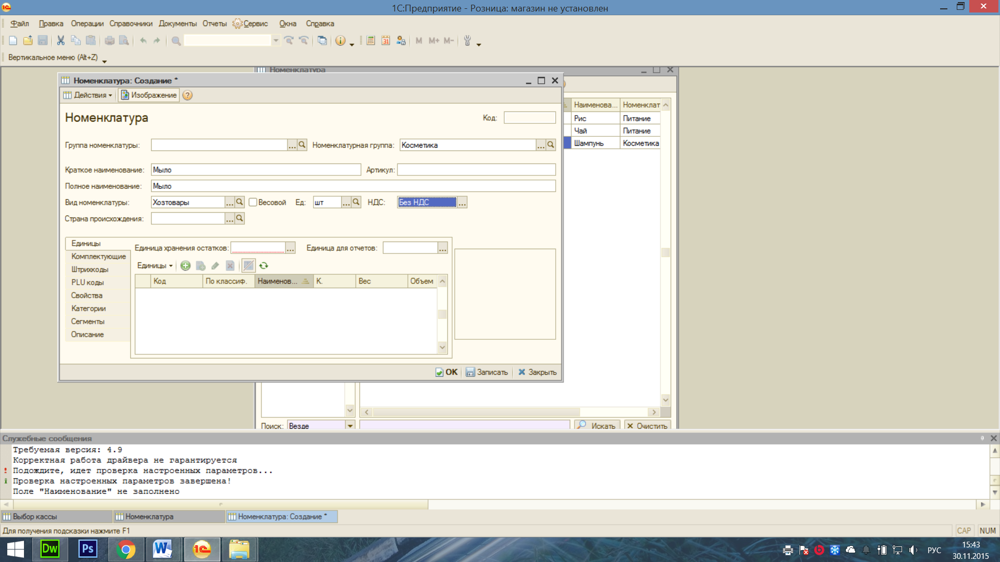 1С:Предприятие - Розница: магазин не установлен
Файл Правка Операции Справочники Документы Отчеты Сервис Окна Справка
31 M M+ M-
Вертикальное меню (Alt+Z)
Номенклатура
Номенклатура: Создание *
Действия Изображение ?
Номенклатура
Код:
Группа номенклатуры: ... Номенклатурная группа: Косметика ...
Краткое наименование: Мыло Артикул:
Полное наименование: Мыло
Вид номенклатуры: Хозтовары ... Весовой Ед: шт ... НДС: Без НДС ...
Страна происхождения: ...
Единицы
Комплектующие
Штрихкоды
PLU коды
Свойства
Категории
Сегменты
Описание
Единица хранения остатков: ... Единица для отчетов: ...
Единицы
Код По классиф. Наименов... К. Вес Объем
OK Записать Закрыть
Наименова... Номенклат
Рис Питание
Чай Питание
Шампунь Косметика
Поиск: Везде Искать Очистить
Служебные сообщения
Требуемая версия: 4.9
Корректная работа драйвера не гарантируется
Подождите, идет проверка настроенных параметров...
Проверка настроенных параметров завершена!
Поле "Наименование" не заполнено
Выбор кассы Номенклатура Номенклатура: Создание *
Для получения подсказки нажмите F1 CAP NUM
Dw Ps W 1С РУС 15:43
30.11.2015